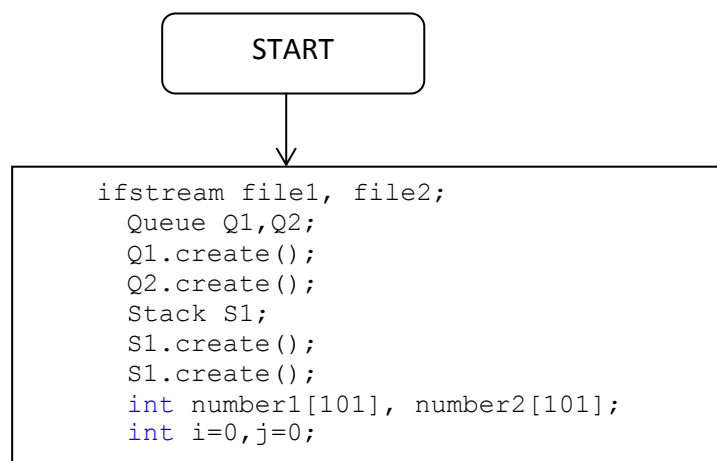 START
ifstream file1, file2;
Queue Q1,Q2;
Q1.create();
Q2.create();
Stack S1;
S1.create();
S1.create();
int number1[101], number2[101];
int i=0,j=0;